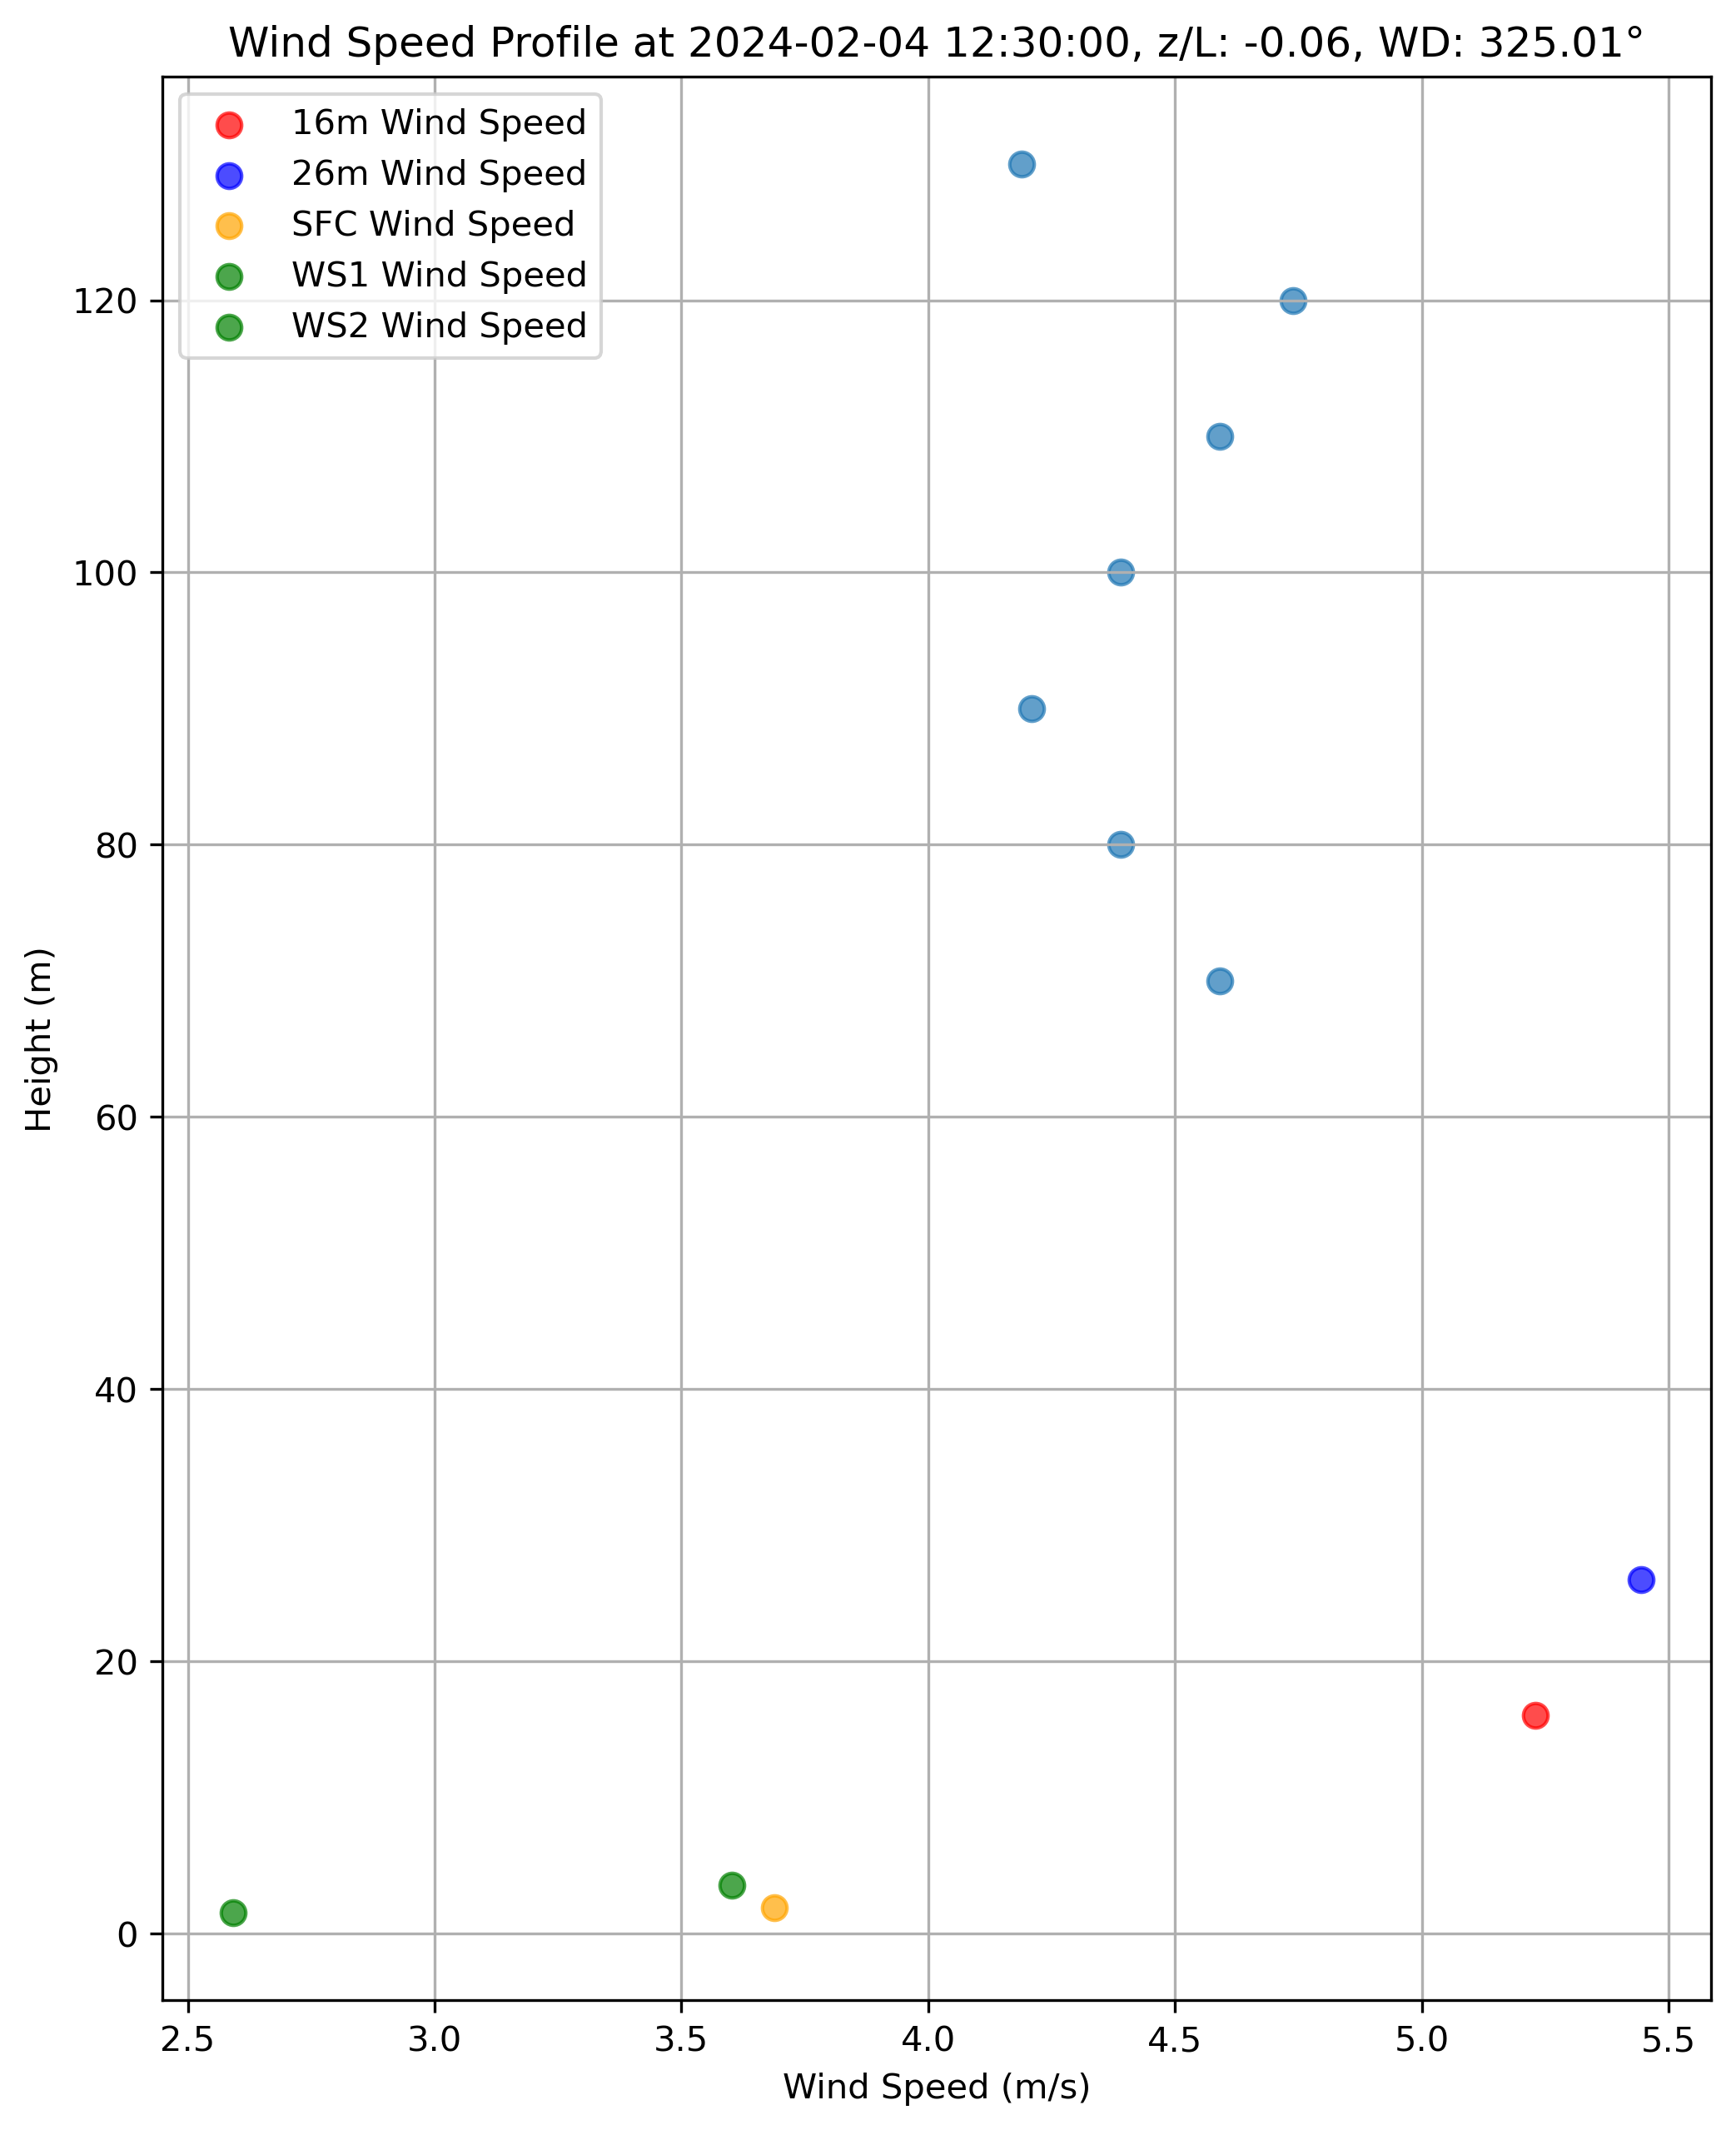 Wind Speed Profile at 2024-02-04 12:30:00, z/L: -0.06, WD: 325.01°
16m Wind Speed
26m Wind Speed
SFC Wind Speed
WS1 Wind Speed
WS2 Wind Speed
120
100
80
60
40
20
0
Height (m)
2.5 3.0 3.5 4.0 4.5 5.0 5.5
Wind Speed (m/s)